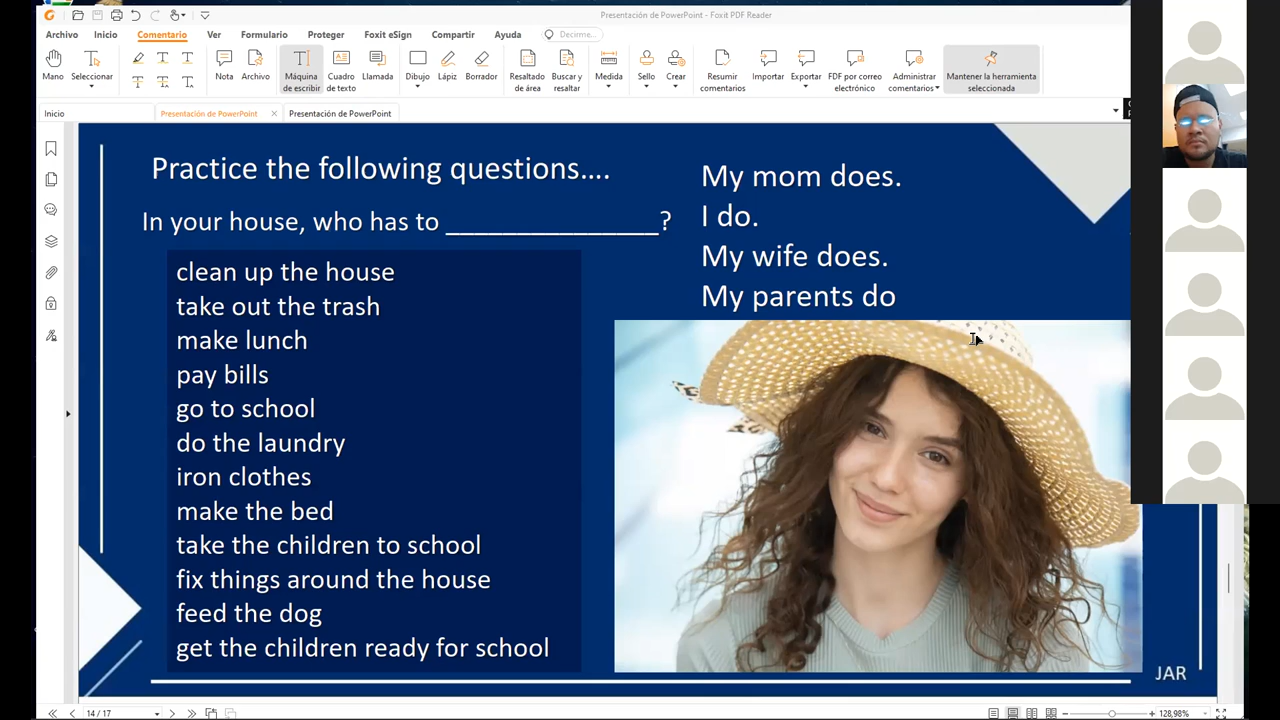 Presentación de PowerPoint - Foxit PDF Reader
Archivo Inicio Comentario Ver Formulario Proteger Foxit eSign Compartir Ayuda Decirme...
Mano
Seleccionar
Nota
Archivo
Máquina de escribir
Cuadro de texto
Llamada
Dibujo
Lápiz
Borrador
Resaltado de área
Buscar y resaltar
Medida
Sello
Crear
Resumir comentarios
Importar
Exportar
FDF por correo electrónico
Administrar comentarios
Mantener la herramienta seleccionada
Inicio
Presentación de PowerPoint
Presentación de PowerPoint
Practice the following questions....
In your house, who has to _______________?
clean up the house
take out the trash
make lunch
pay bills
go to school
do the laundry
iron clothes
make the bed
take the children to school
fix things around the house
feed the dog
get the children ready for school
My mom does.
I do.
My wife does.
My parents do
JAR
14 / 17
128,98%